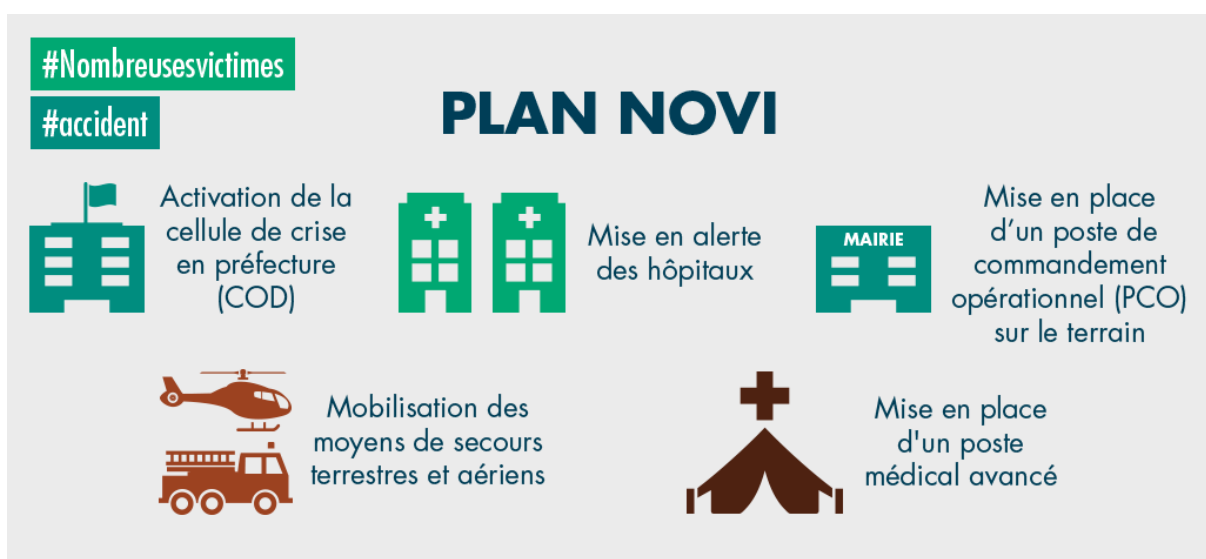 #Nombreusesvictimes
#accident
PLAN NOVI
Activation de la
cellule de crise
en préfecture
(COD)
Mise en alerte
des hôpitaux
MAIRIE
Mise en place
d’un poste de
commandement
opérationnel (PCO)
sur le terrain
Mobilisation des
moyens de secours
terrestres et aériens
Mise en place
d'un poste
médical avancé